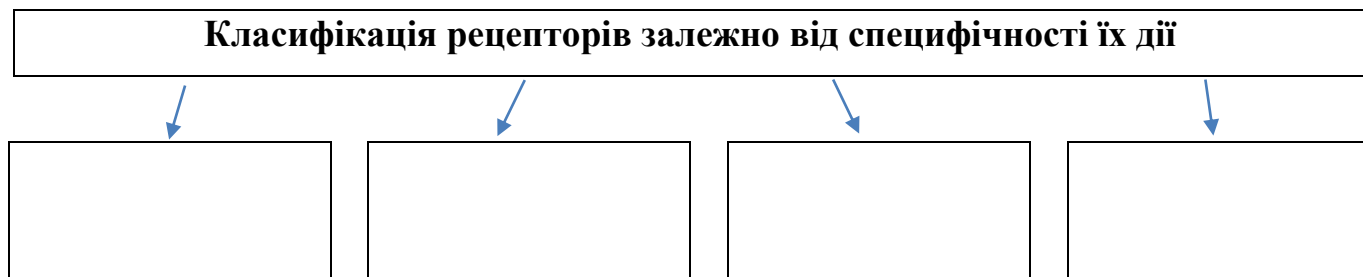 Класифікація рецепторів залежно від специфічності їх дії